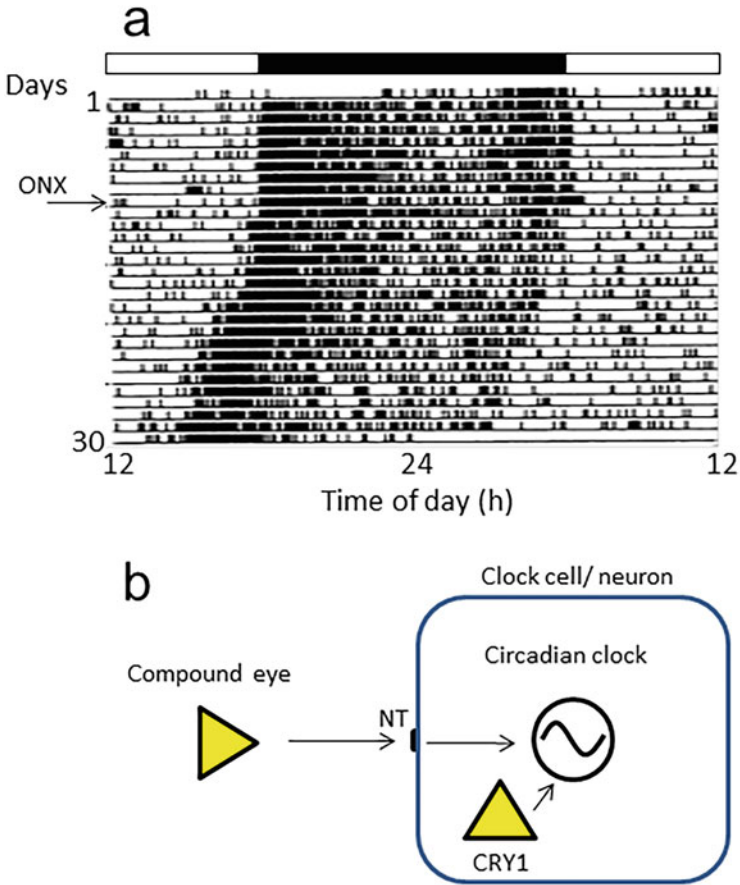 a
Days
1
ONX
30
12 24 12
Time of day (h)
b
Clock cell/ neuron
Circadian clock
Compound eye
NT
CRY1